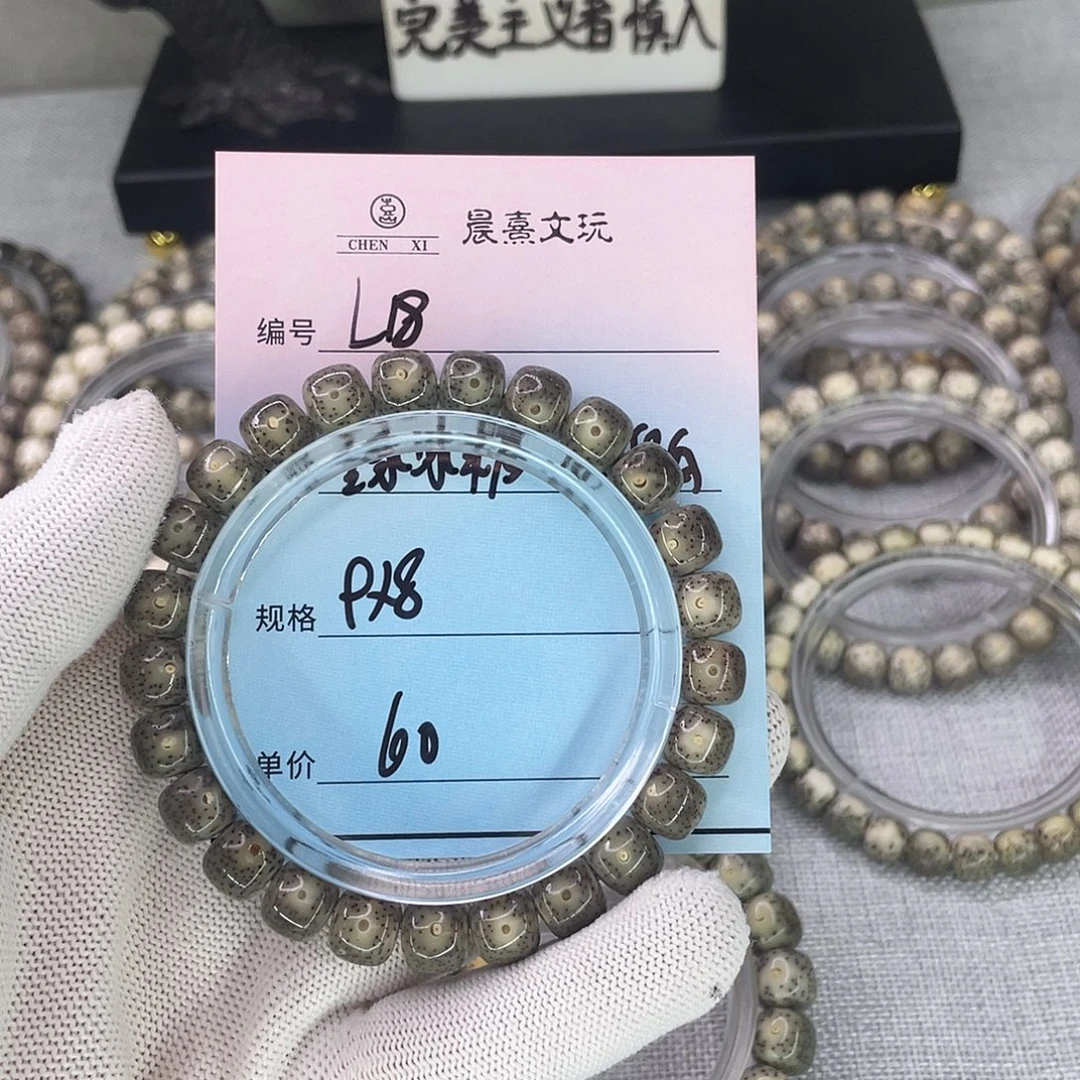 完美主义者慎入
CHEN XI 晨熹文玩
编号 L18
规格 PX8
单价 60